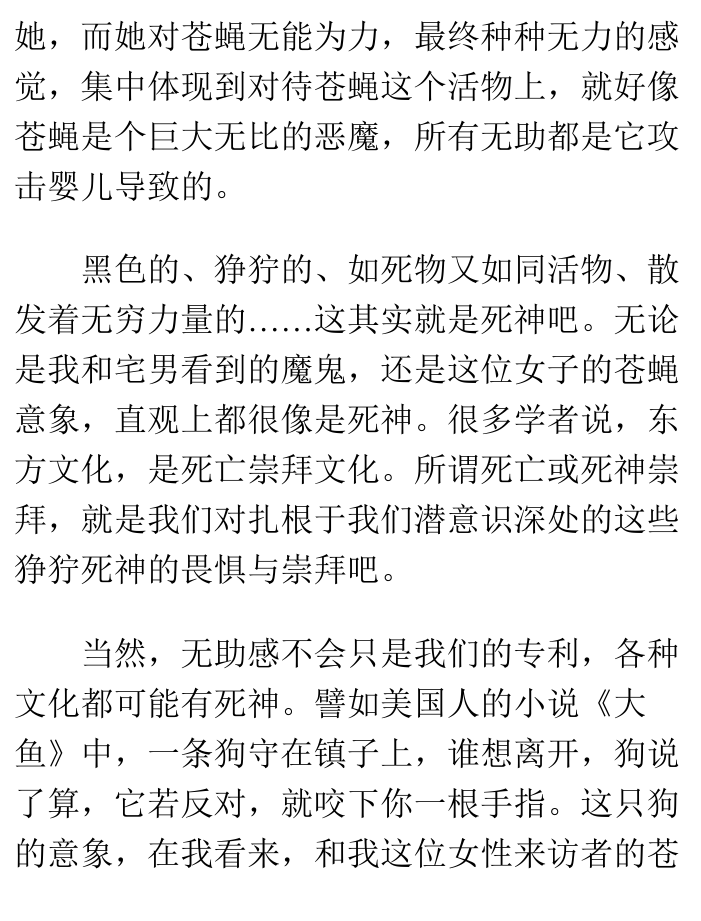 她，而她对苍蝇无能为力，最终种种无力的感
觉，集中体现到对待苍蝇这个活物上，就好像
苍蝇是个巨大无比的恶魔，所有无助都是它攻
击婴儿导致的。
黑色的、狰狞的、如死物又如同活物、散
发着无穷力量的……这其实就是死神吧。无论
是我和宅男看到的魔鬼，还是这位女子的苍蝇
意象，直观上都很像是死神。很多学者说，东
方文化，是死亡崇拜文化。所谓死亡或死神崇
拜，就是我们对扎根于我们潜意识深处的这些
狰狞死神的畏惧与崇拜吧。
当然，无助感不会只是我们的专利，各种
文化都可能有死神。譬如美国人的小说《大
鱼》中，一条狗守在镇子上，谁想离开，狗说
了算，它若反对，就咬下你一根手指。这只狗
的意象，在我看来，和我这位女性来访者的苍